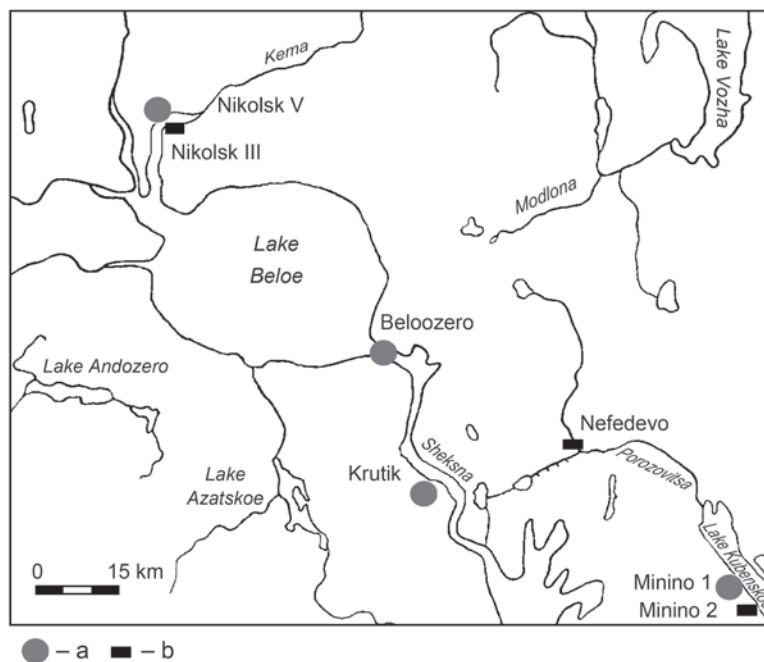 Kema
Lake Vozha
Nikolsk V
Nikolsk III
Modlona
Lake
Beloe
Beloozero
Lake Andozero
Nefedevo
Sheksna
Porozovitsa
Krutik
Lake
Azatskoe
Lake Kubenskoe
0 15 km
Minino 1
Minino 2
– a – b